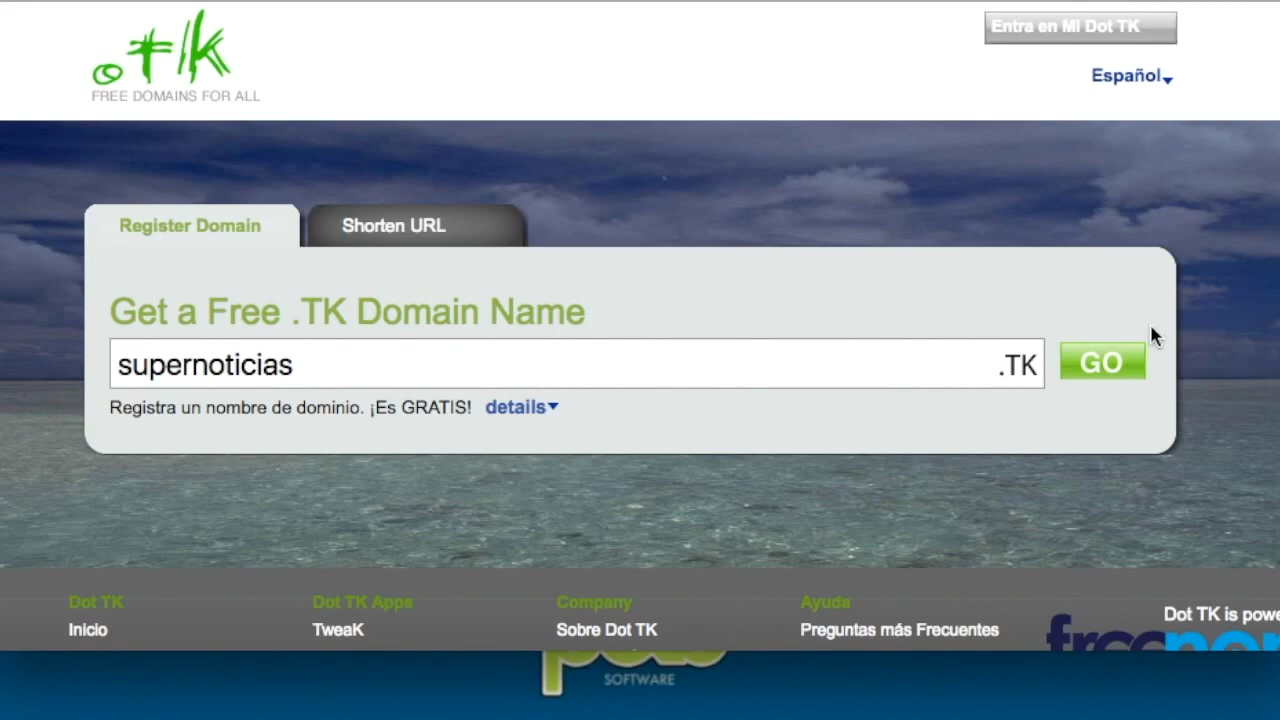 .TK
FREE DOMAINS FOR ALL
Entra en Mi Dot TK
Español
Register Domain
Shorten URL
Get a Free .TK Domain Name
supernoticias
.TK
GO
Registra un nombre de dominio. ¡Es GRATIS! details
Dot TK
Dot TK Apps
Company
Ayuda
Inicio
TweaK
Sobre Dot TK
Preguntas más Frecuentes
Dot TK is powe
SOFTWARE